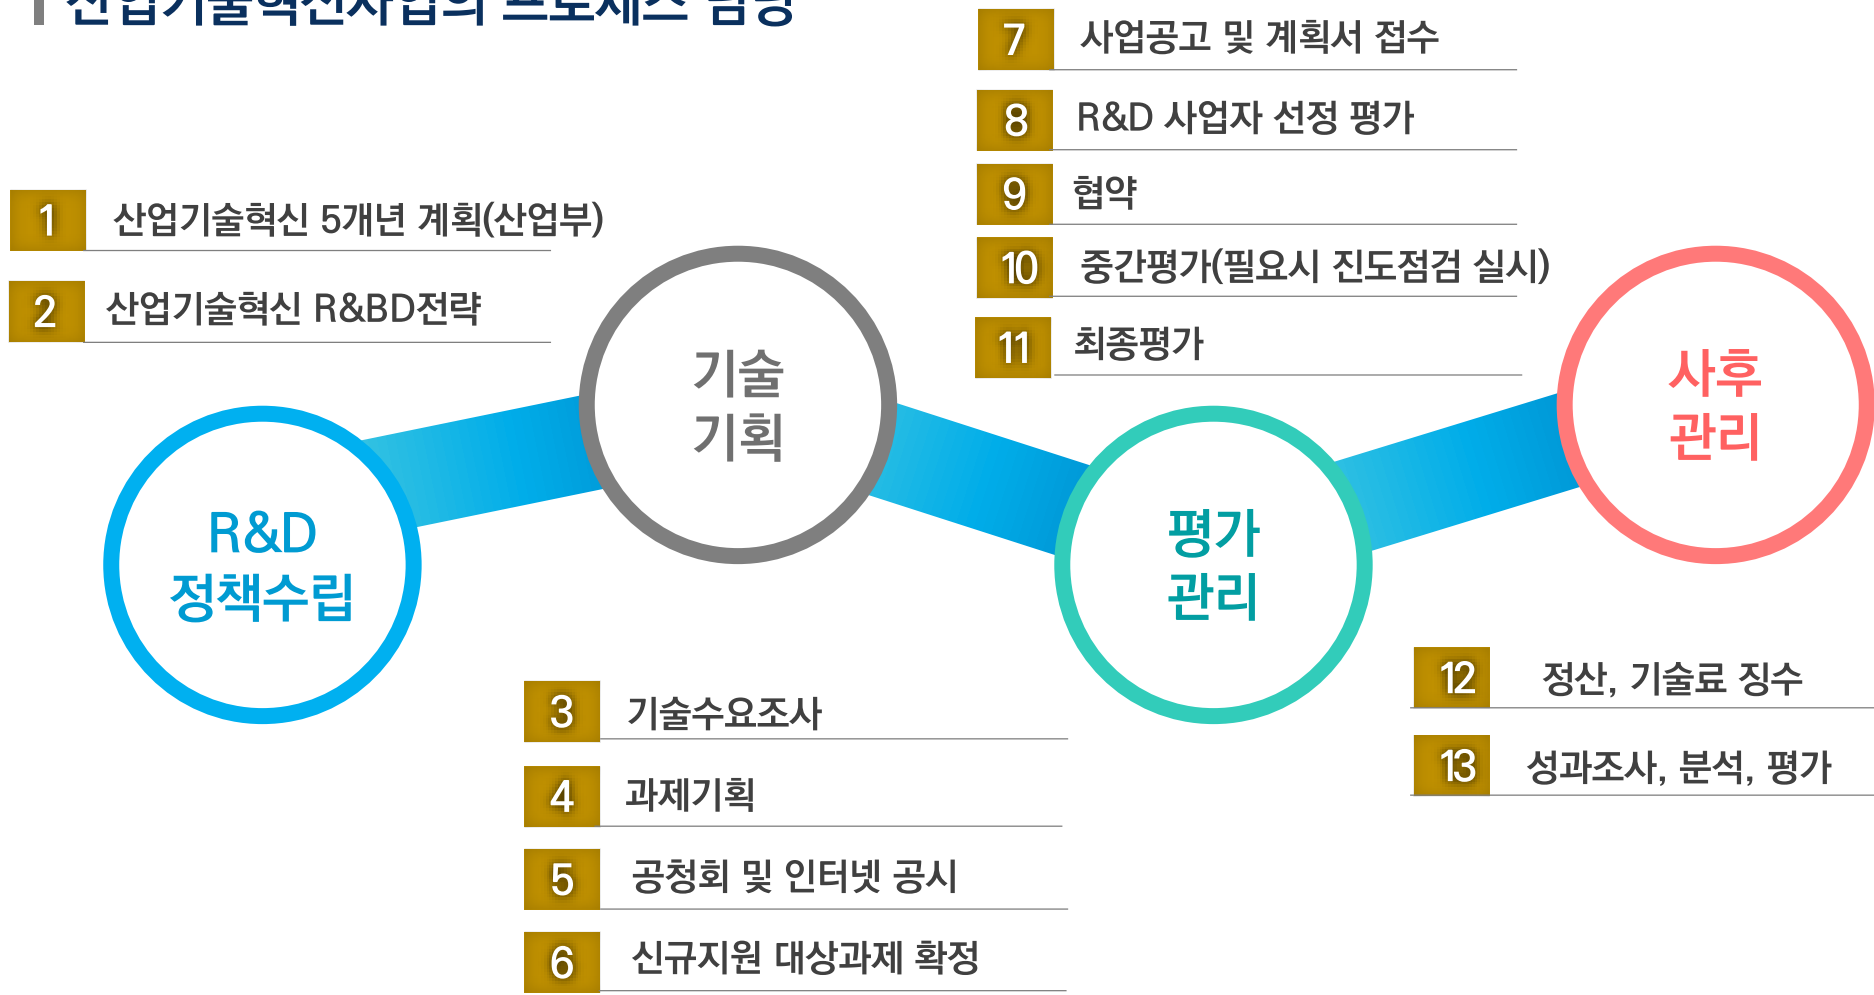 산업기술혁신사업의 프로세스
1 산업기술혁신 5개년 계획(산업부)
2 산업기술혁신 R&BD전략
R&D
정책수립
기술
기획
3 기술수요조사
4 과제기획
5 공청회 및 인터넷 공시
6 신규지원 대상과제 확정
7 사업공고 및 계획서 접수
8 R&D 사업자 선정 평가
9 협약
10 중간평가(필요시 진도점검 실시)
11 최종평가
평가
관리
사후
관리
12 정산, 기술료 징수
13 성과조사, 분석, 평가